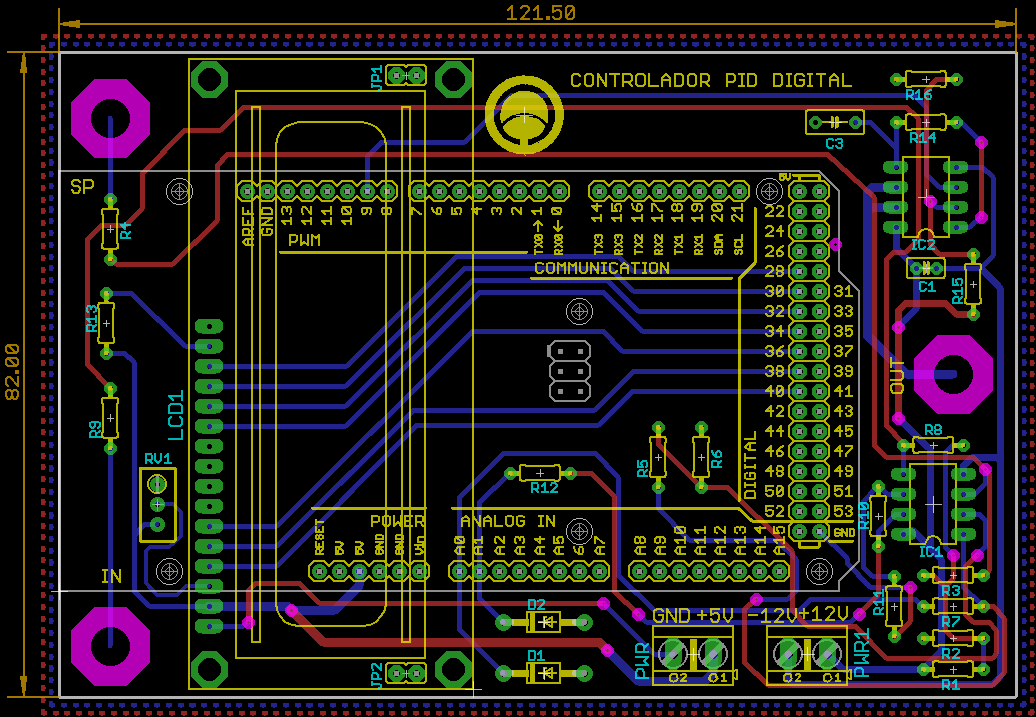 121.50
CONTROLADOR PID DIGITAL
JP1
R16
C3
R14
SP
AREF
GND
13
12
11
10
9
8
7
6
5
4
3
2
TX0→1
RX0←0
14
15
16
17
18
19
20
21
TX3
RX3
TX2
RX2
TX1
RX1
SDA
SCL
PWM
COMMUNICATION
5V
22
24
26
28
30 31
32 33
34 35
36 37
38 39
40 41
42 43
44 45
46 47
48 49
50 51
52 53
GND
DIGITAL
IC2
C1
R15
R4
R13
82.00
LCD1
R9
RV1
OUT
R8
R5
R6
R12
R10
IC1
POWER
ANALOG IN
RESET
5V
GND
GND
Vin
A0
A1
A2
A3
A4
A5
6
A7
A8
A9
A10
A11
A12
A13
A14
A15
IN
D2
D1
GND +5V -12V +12V
PWR
O2 O1
PWR1
O2 O1
R11
R3
R7
R2
R1
JP2